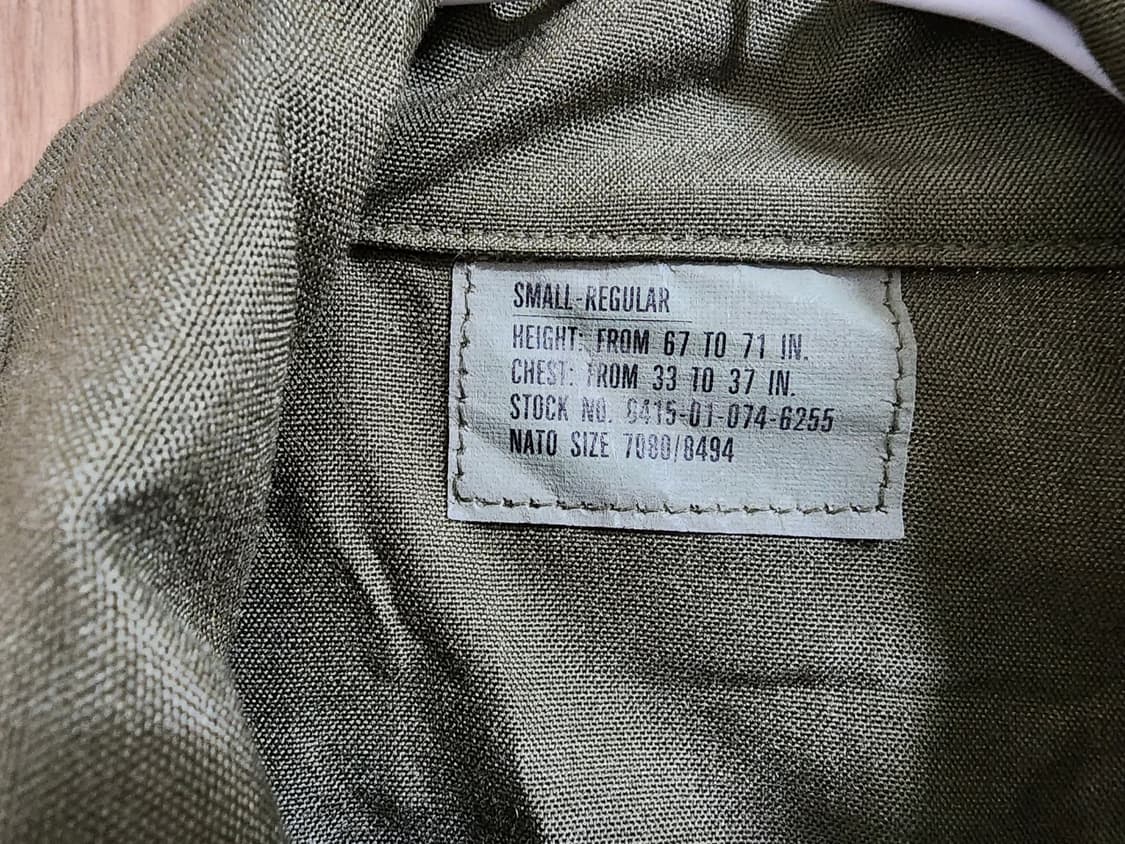 SMALL-REGULAR
HEIGHT: FROM 67 TO 71 IN.
CHEST: FROM 33 TO 37 IN.
STOCK NO. 8415-01-074-6255
NATO SIZE 7080/8494